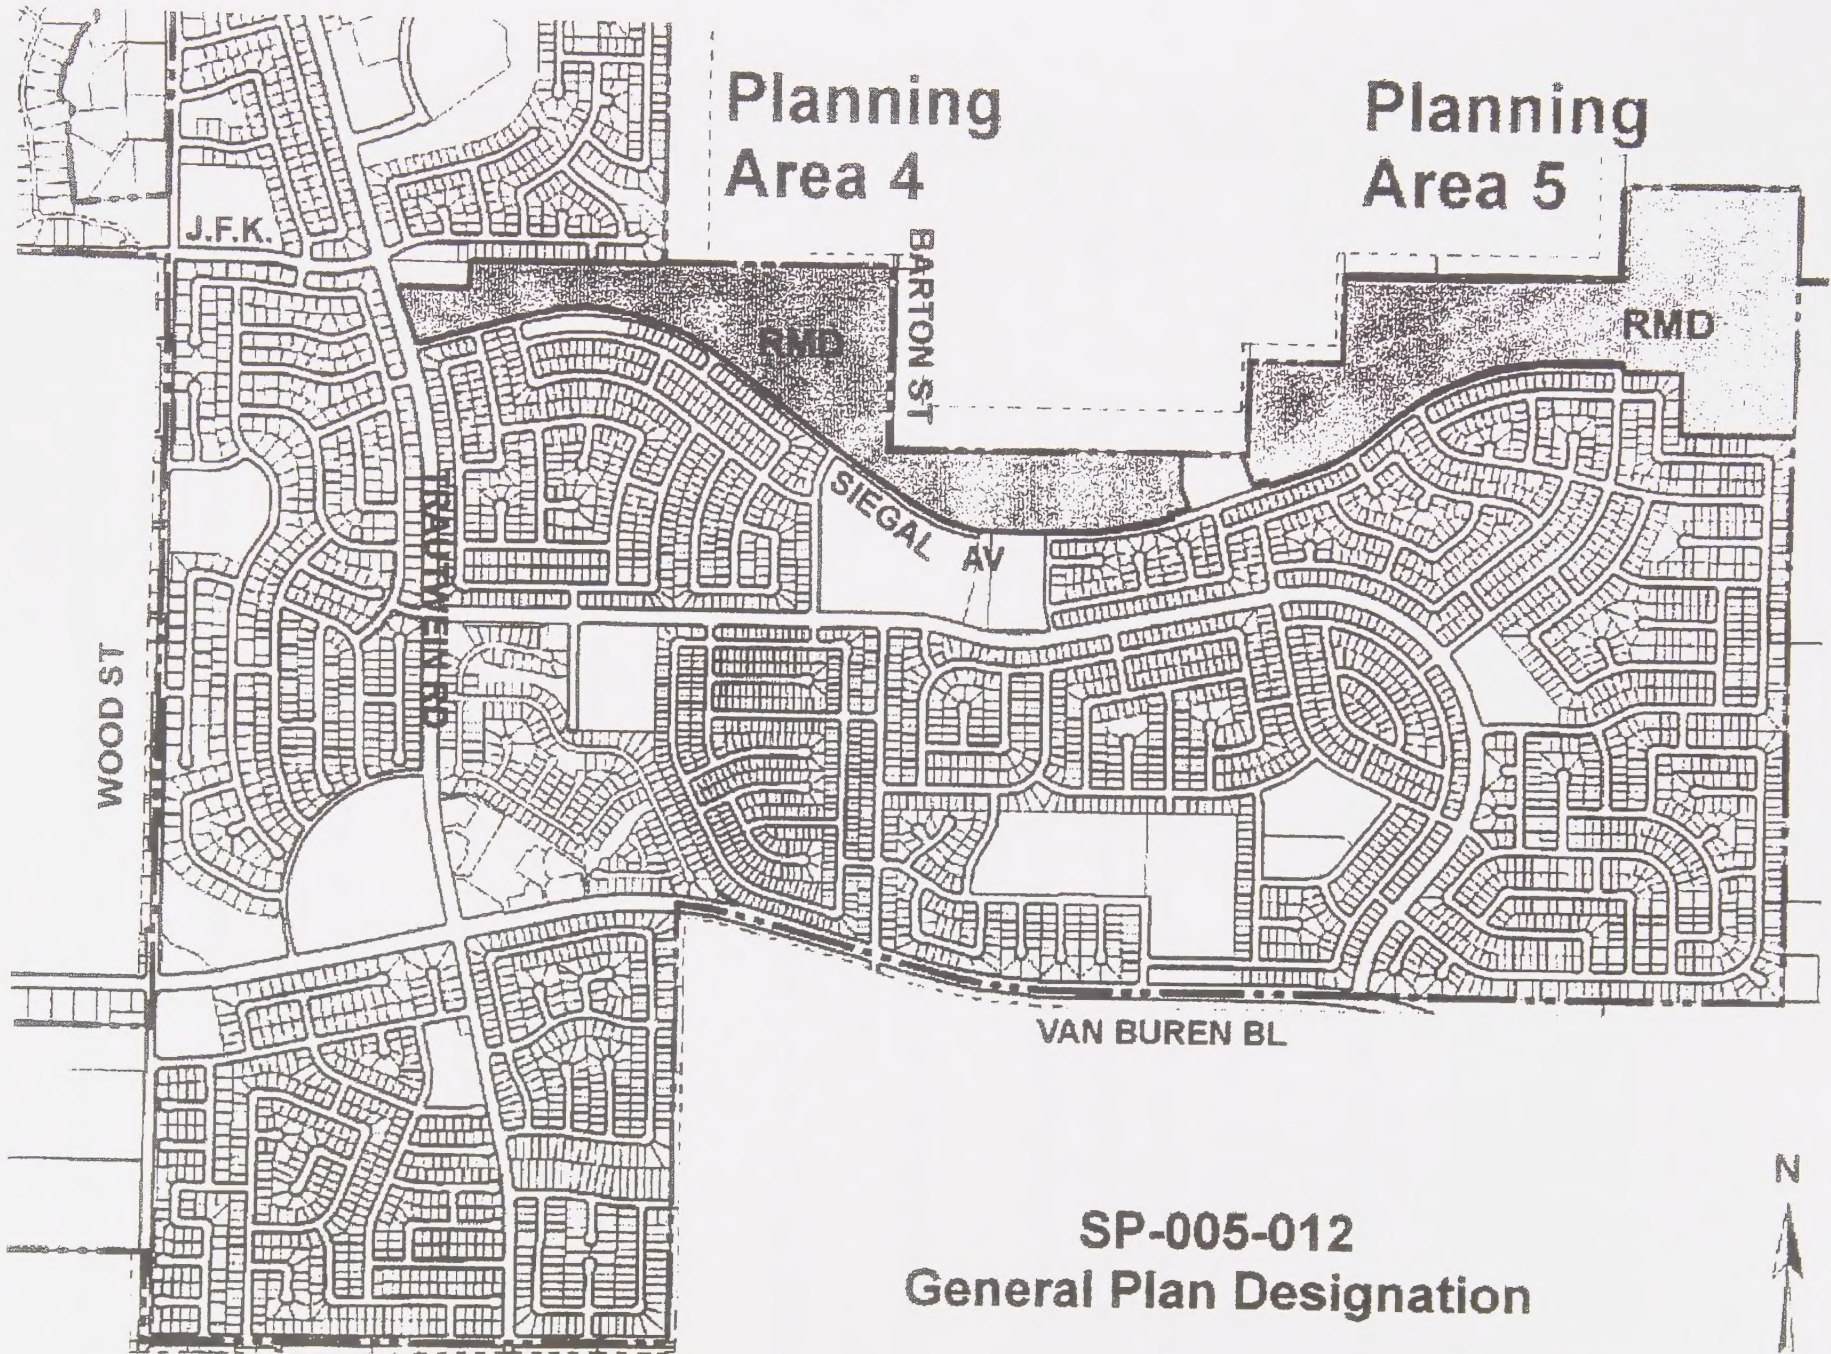 Planning
Area 4
Planning
Area 5
J.F.K.
BARTON ST
RMD
RMD
SIEGAL AV
TRAUTWEIN RD
WOOD ST
VAN BUREN BL
N
SP-005-012
General Plan Designation